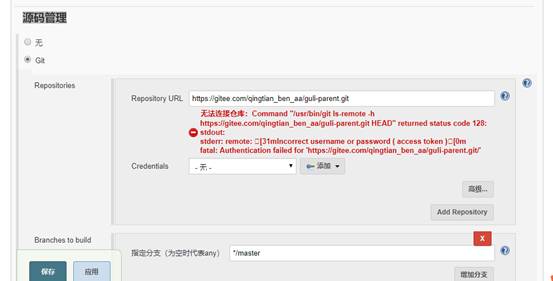 源码管理
无
Git
Repositories
Repository URL
https://gitee.com/qingtian_ben_aa/guli-parent.git
无法连接仓库：Command "/usr/bin/git ls-remote -h
https://gitee.com/qingtian_ben_aa/guli-parent.git HEAD" returned status code 128:
stdout:
stderr: remote: □[31mIncorrect username or password ( access token )□[0m
fatal: Authentication failed for 'https://gitee.com/qingtian_ben_aa/guli-parent.git/'
Credentials
- 无 -
添加
高级...
Add Repository
Branches to build
X
指定分支（为空时代表any）
*/master
增加分支
保存
应用